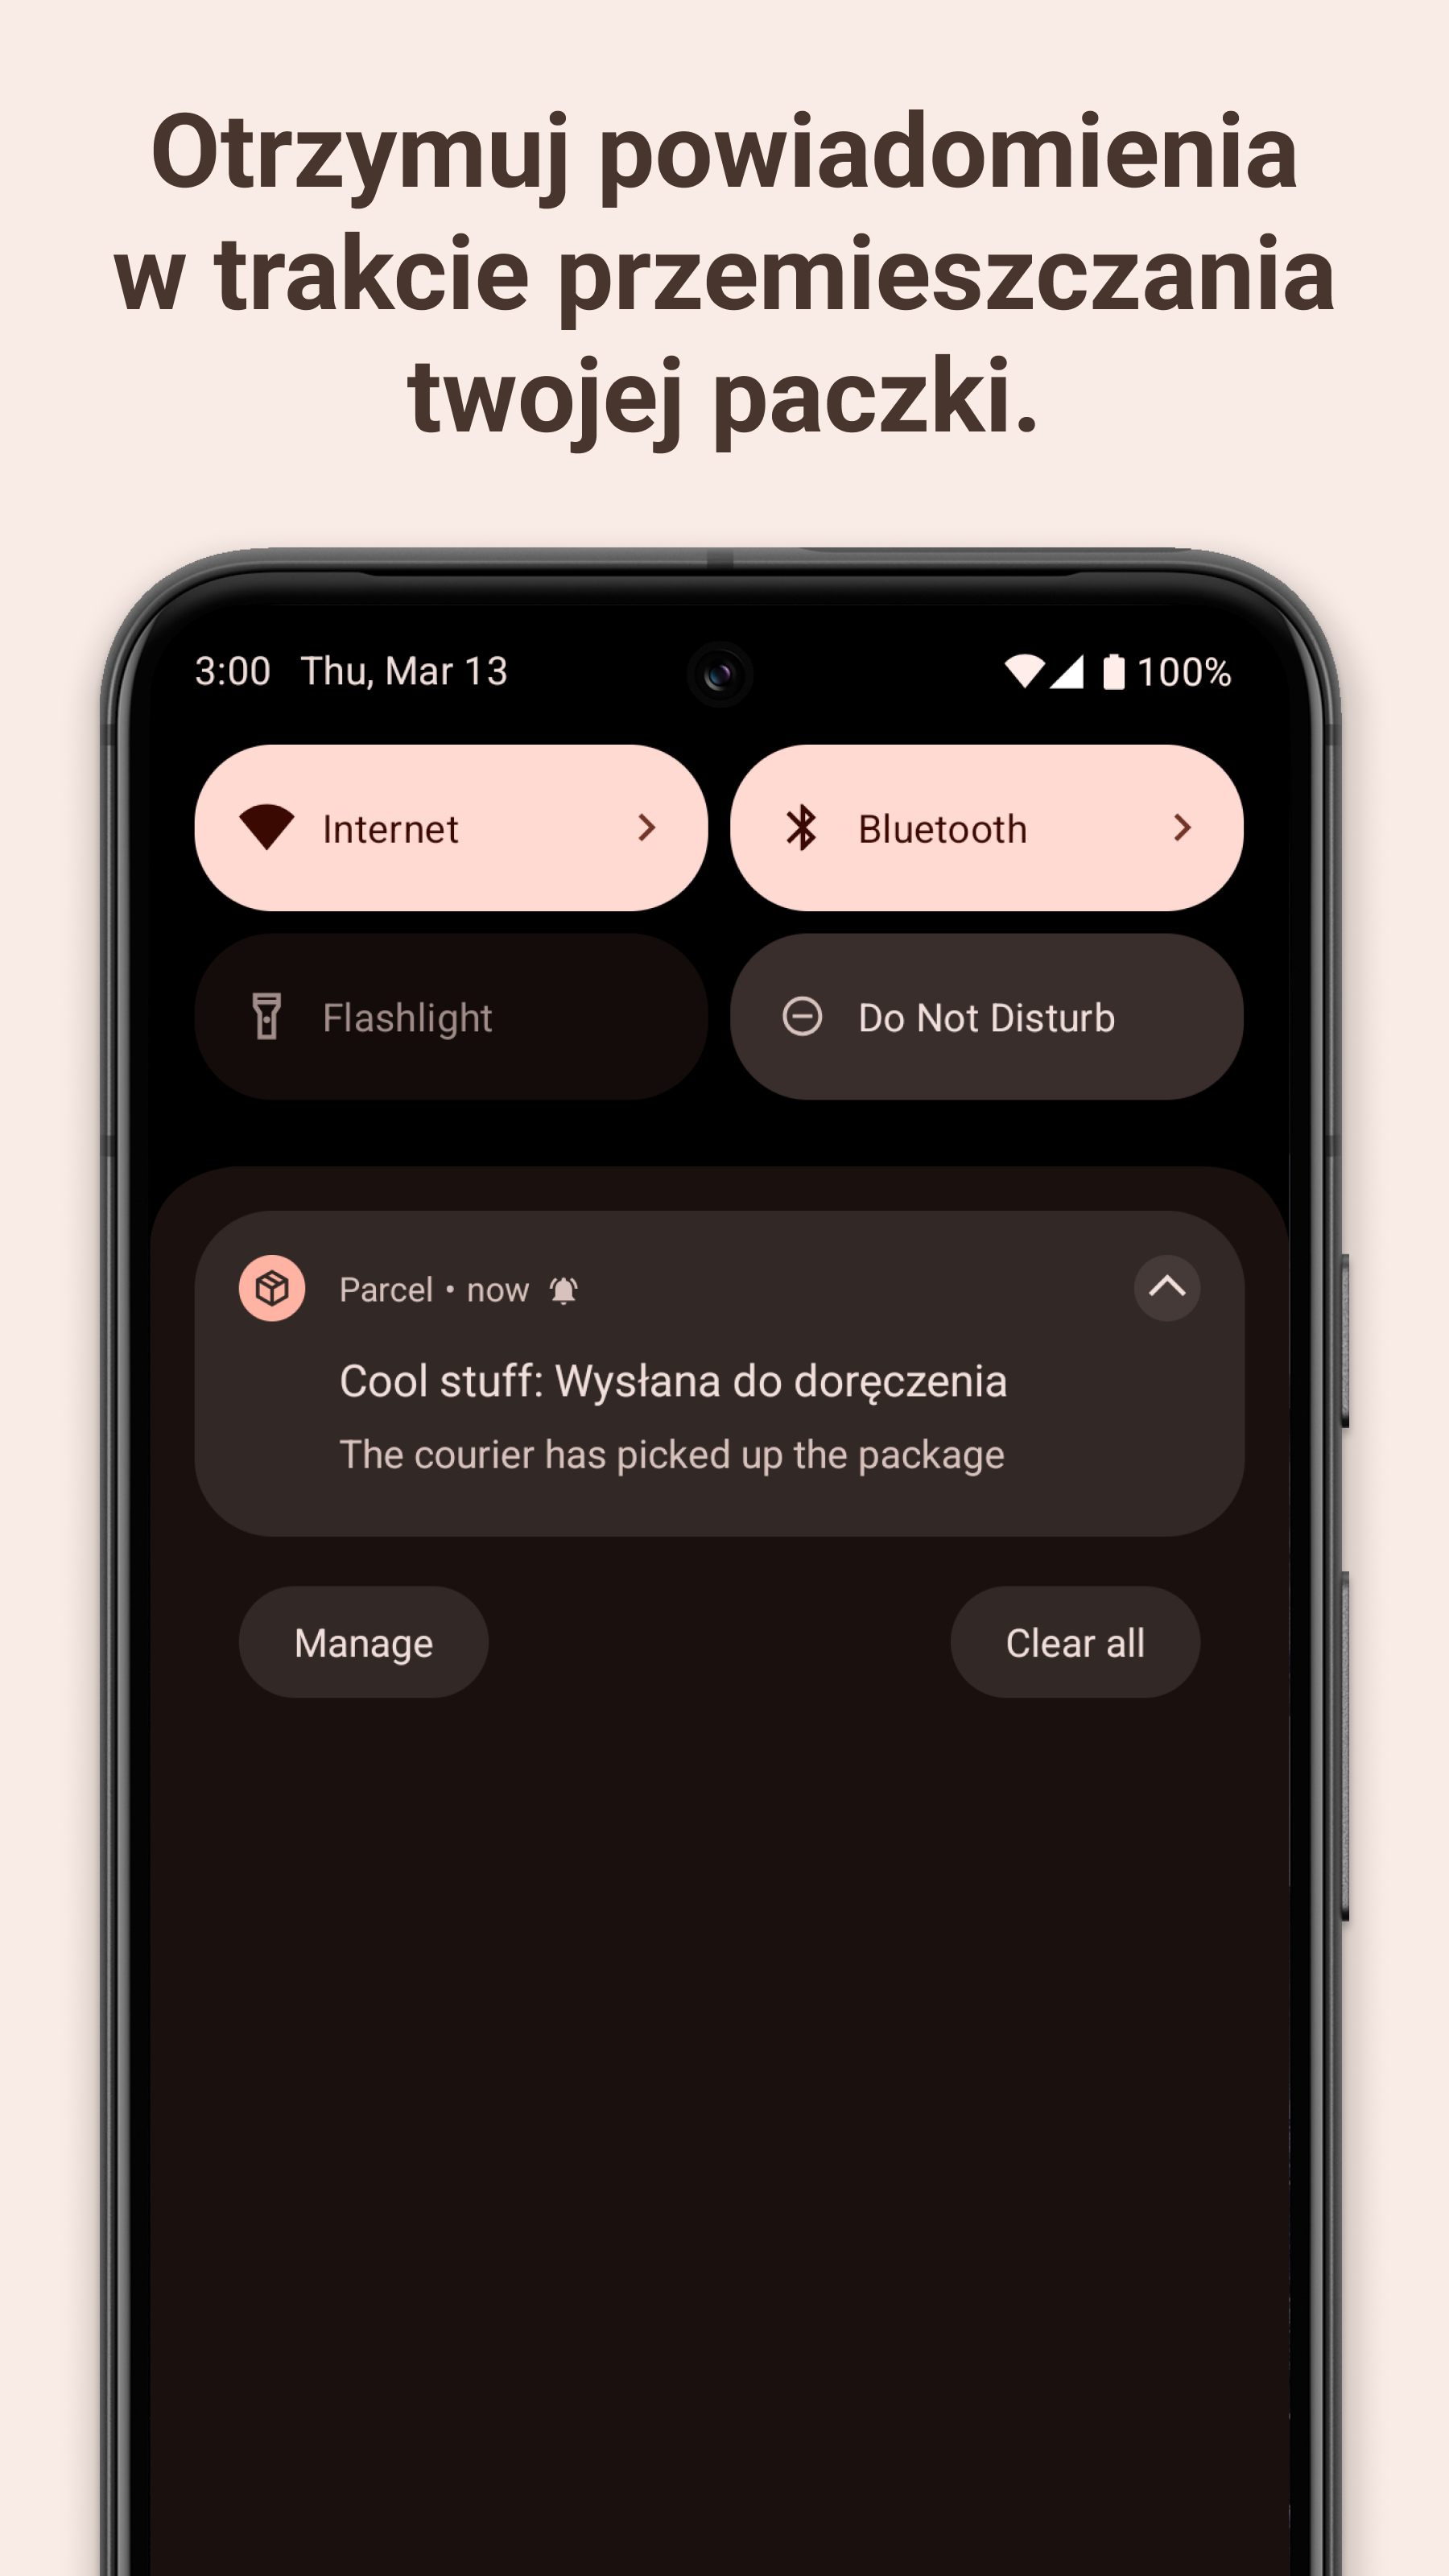 Otrzymuj powiadomienia
w trakcie przemieszczania
twojej paczki.
3:00 Thu, Mar 13 100%
Internet Bluetooth
Flashlight Do Not Disturb
Parcel • now
Cool stuff: Wysłana do doręczenia
The courier has picked up the package
Manage Clear all